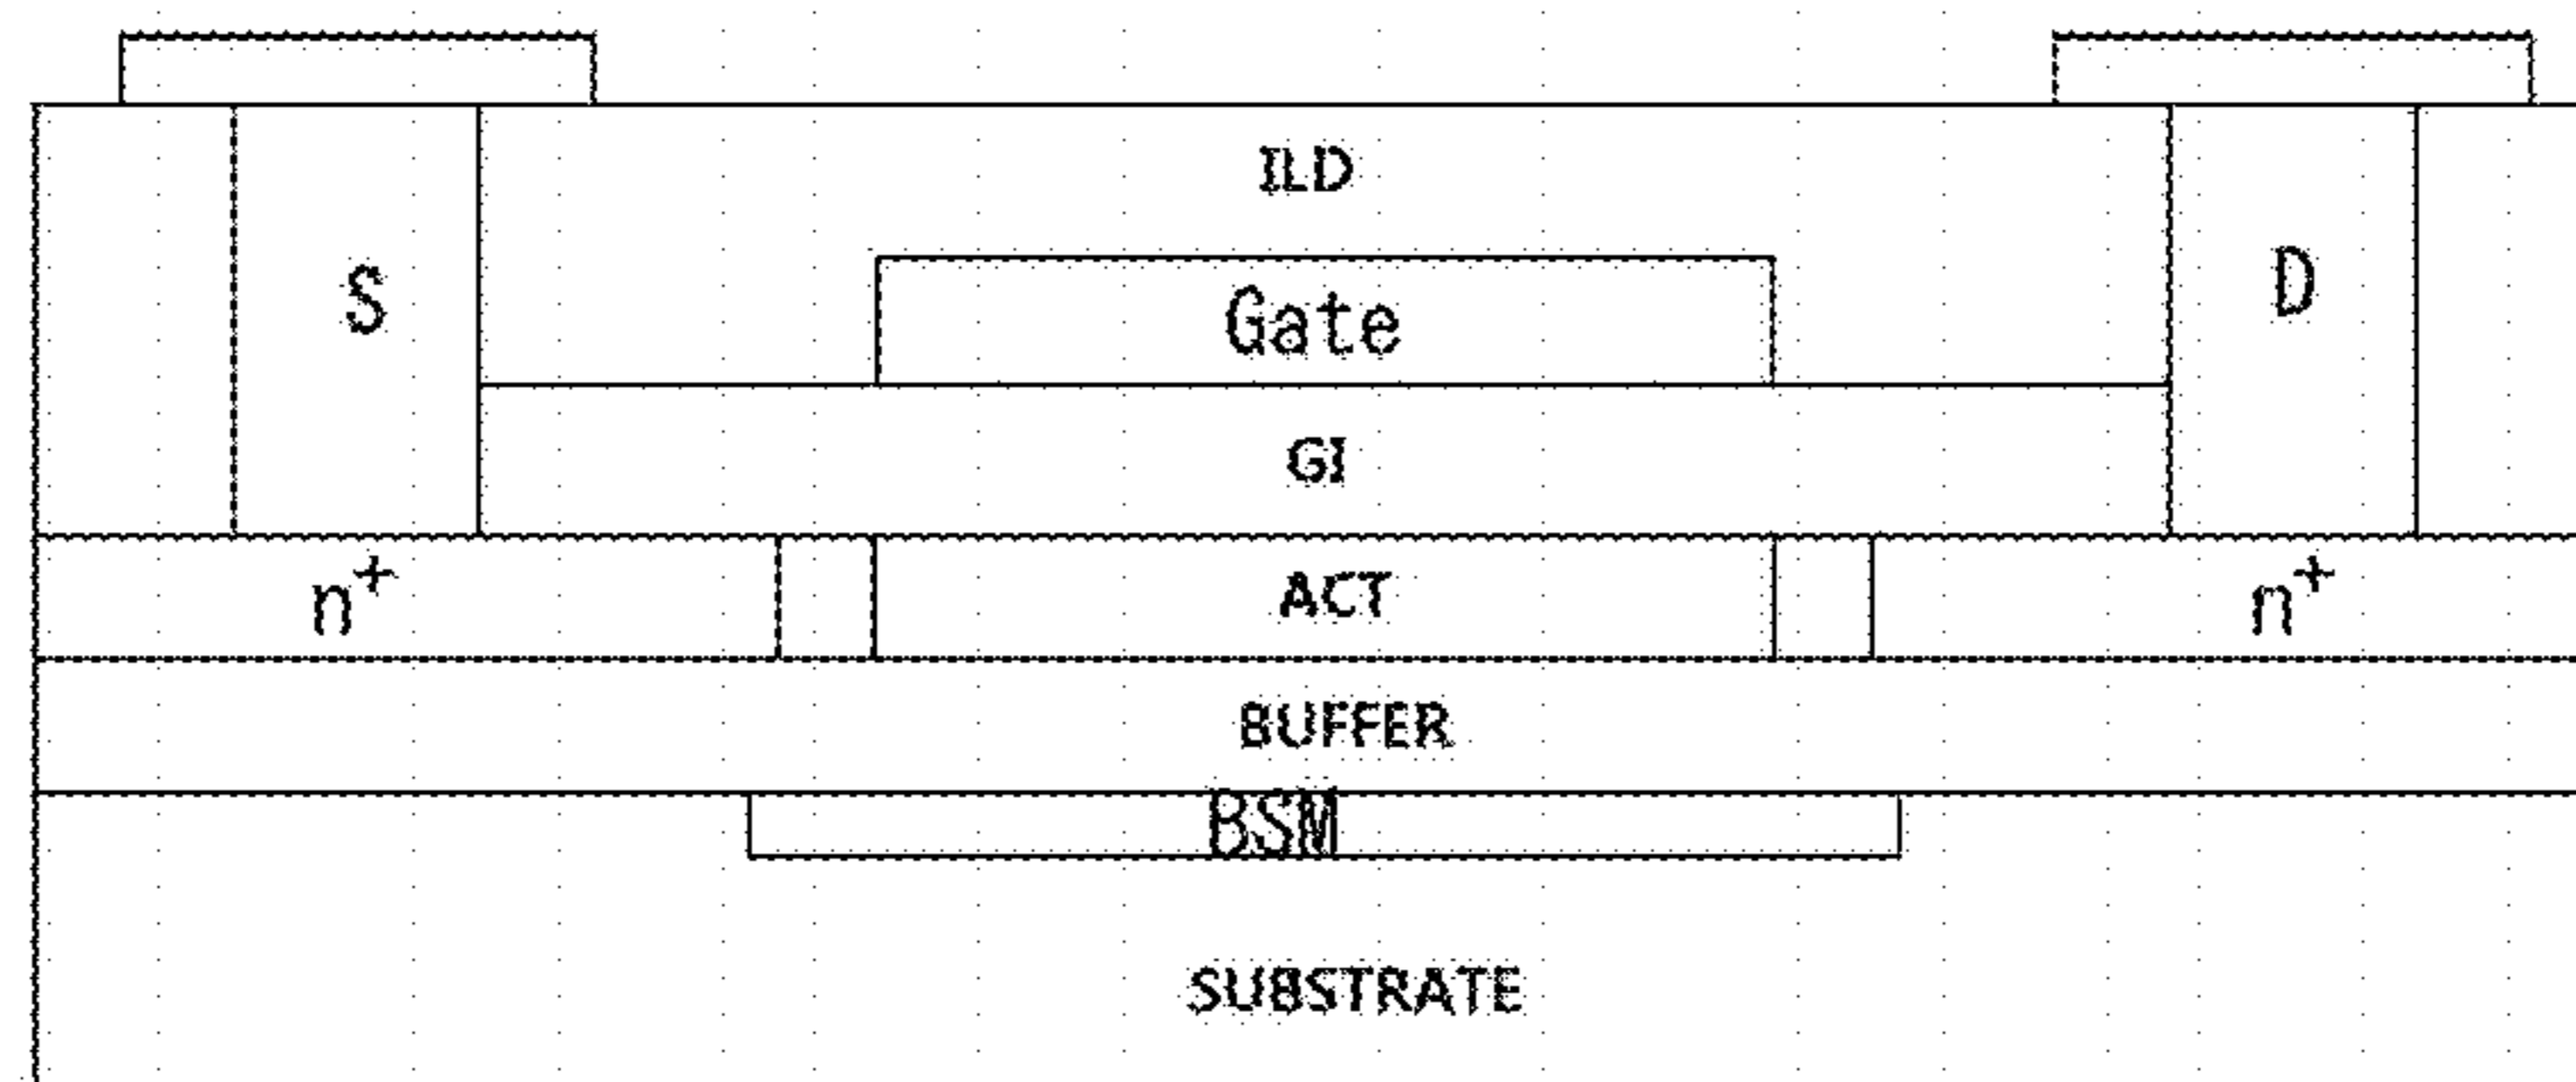 ILD
S
Gate
D
GI
n⁺
ACT
n⁺
BUFFER
BSM
SUBSTRATE